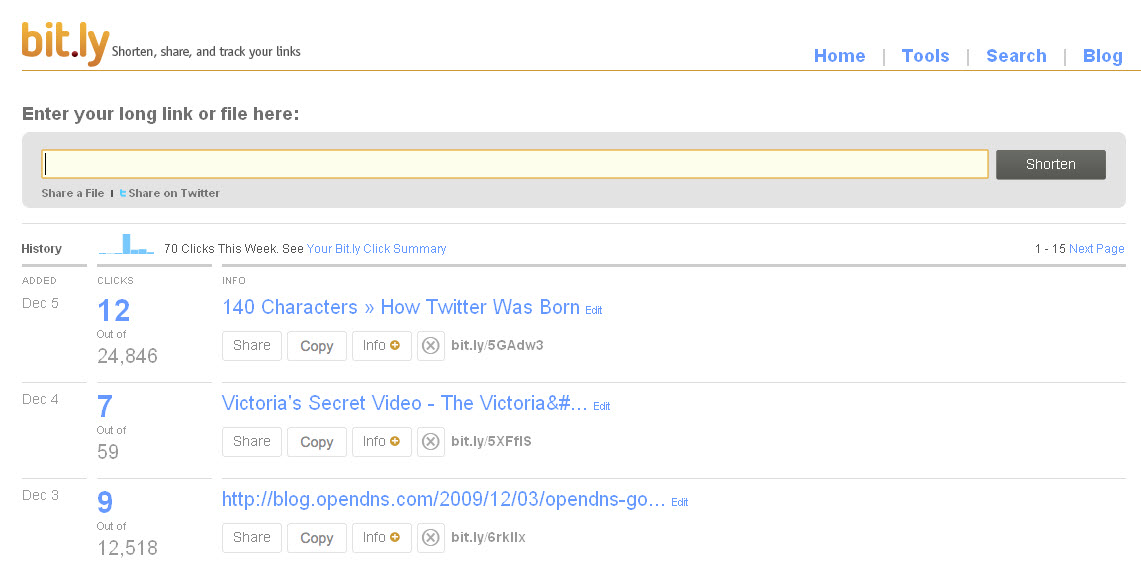 bit.ly Shorten, share, and track your links
Home | Tools | Search | Blog
Enter your long link or file here:
Shorten
Share a File | Share on Twitter
History 70 Clicks This Week. See Your Bit.ly Click Summary 1 - 15 Next Page
ADDED CLICKS INFO
Dec 5 12 140 Characters » How Twitter Was Born Edit
Out of
24,846
Share Copy Info bit.ly/5GAdw3
Dec 4 7 Victoria's Secret Video - The Victoria&#... Edit
Out of
59
Share Copy Info bit.ly/5XFfIS
Dec 3 9 http://blog.opendns.com/2009/12/03/opendns-go... Edit
Out of
12,518
Share Copy Info bit.ly/6rkIIx